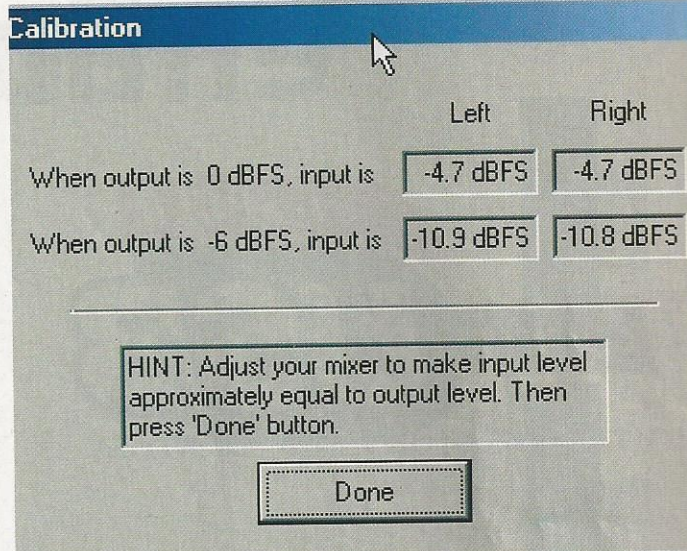 Calibration
Left Right
When output is 0 dBFS, input is -4.7 dBFS -4.7 dBFS
When output is -6 dBFS, input is -10.9 dBFS -10.8 dBFS
HINT: Adjust your mixer to make input level
approximately equal to output level. Then
press 'Done' button.
Done